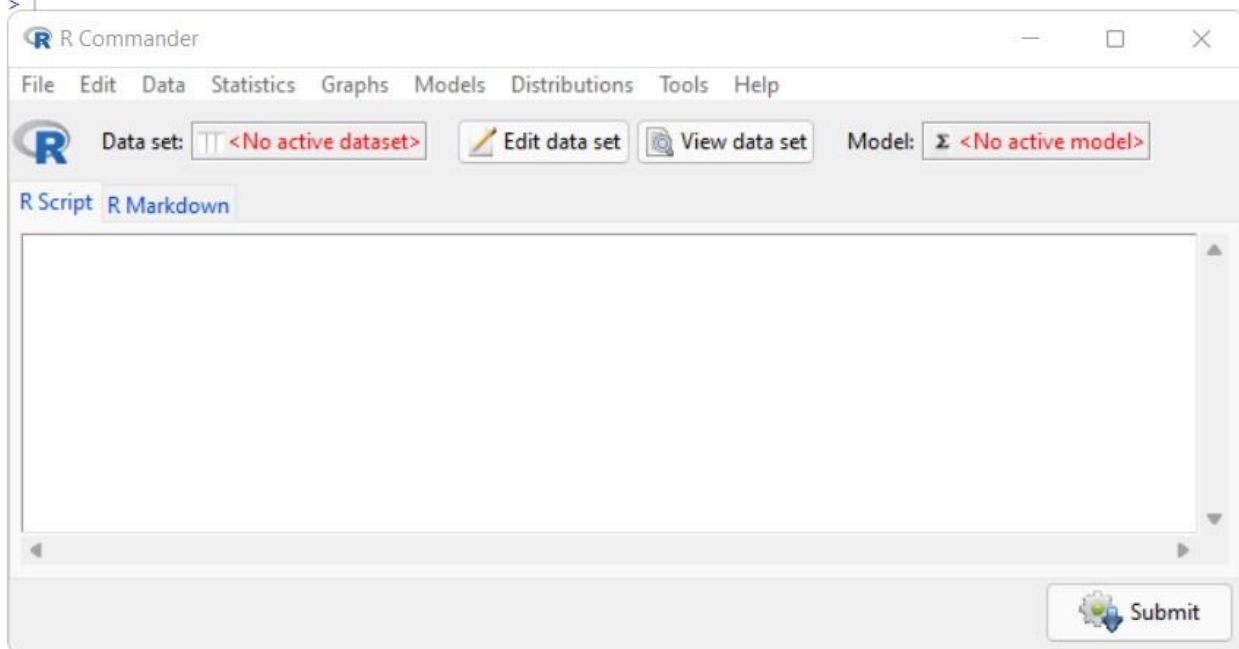 >
R Commander
File Edit Data Statistics Graphs Models Distributions Tools Help
R Data set: <No active dataset> Edit data set View data set Model: Σ <No active model>
R Script R Markdown
Submit